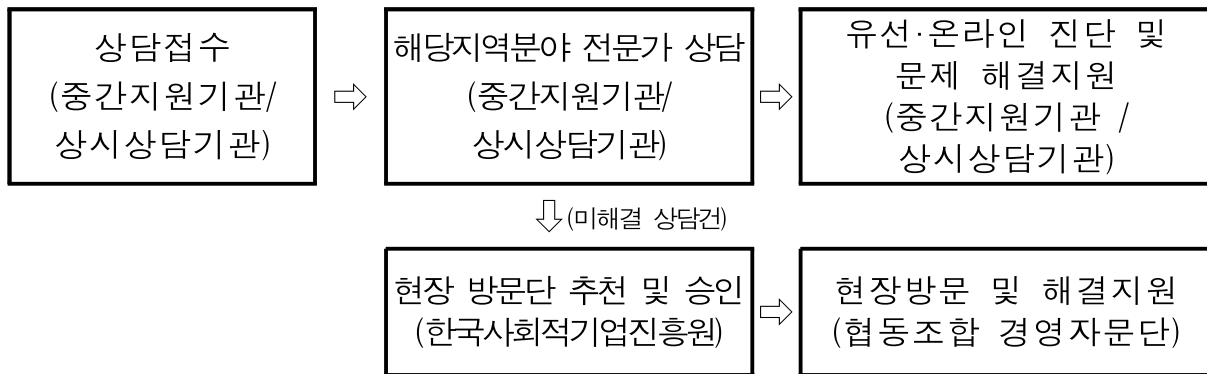 상담접수
(중간지원기관/
상시상담기관)
해당지역분야 전문가 상담
(중간지원기관/
상시상담기관)
유선·온라인 진단 및
문제 해결지원
(중간지원기관 /
상시상담기관)
(미해결 상담건)
현장 방문단 추천 및 승인
(한국사회적기업진흥원)
현장방문 및 해결지원
(협동조합 경영자문단)